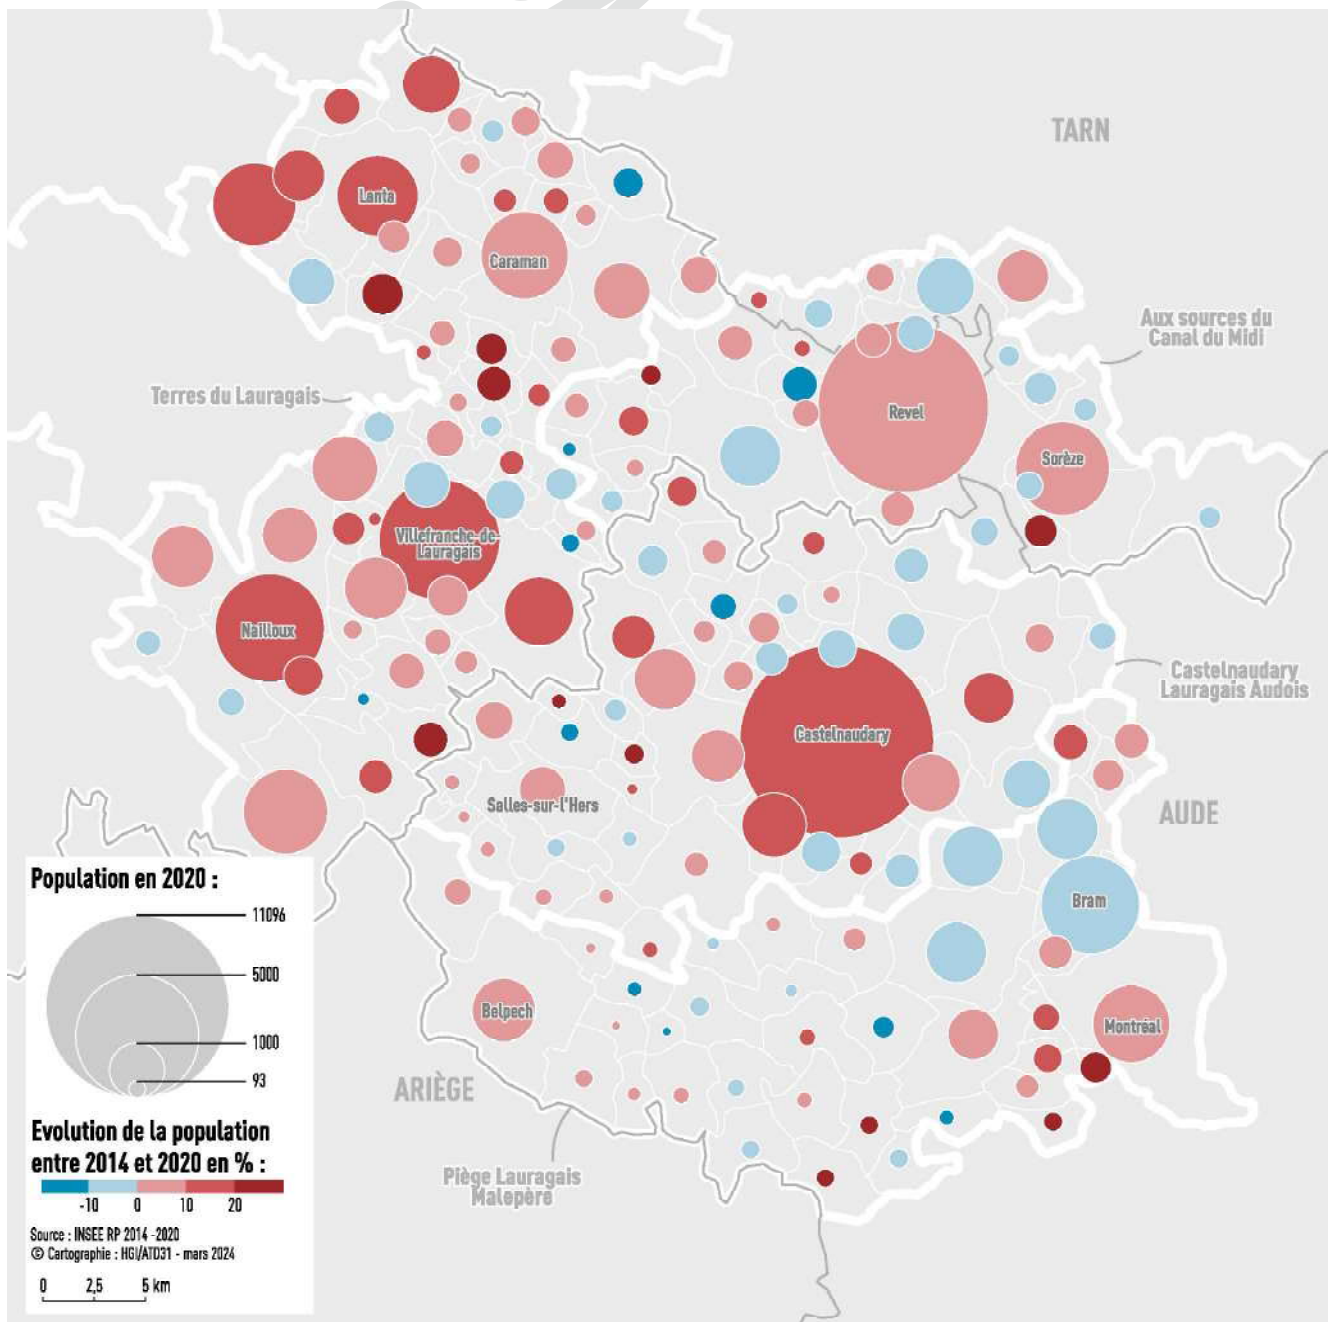 TARN
Lanta
Caraman
Aux sources du
Canal du Midi
Terres du Lauragais
Revel
Sorèze
Villefranche-de-
Lauragais
Nailloux
Castelnaudary
Lauragais Audois
Castelnaudary
Salles-sur-l'Hers
AUDE
Bram
Belpech
Montréal
ARIÈGE
Piège Lauragais
Malepère
Population en 2020 :
11096
5000
1000
93
Evolution de la population
entre 2014 et 2020 en % :
-10 0 10 20
Source : INSEE RP 2014 -2020
© Cartographie : HGI/ATD31 - mars 2024
0 2,5 5 km